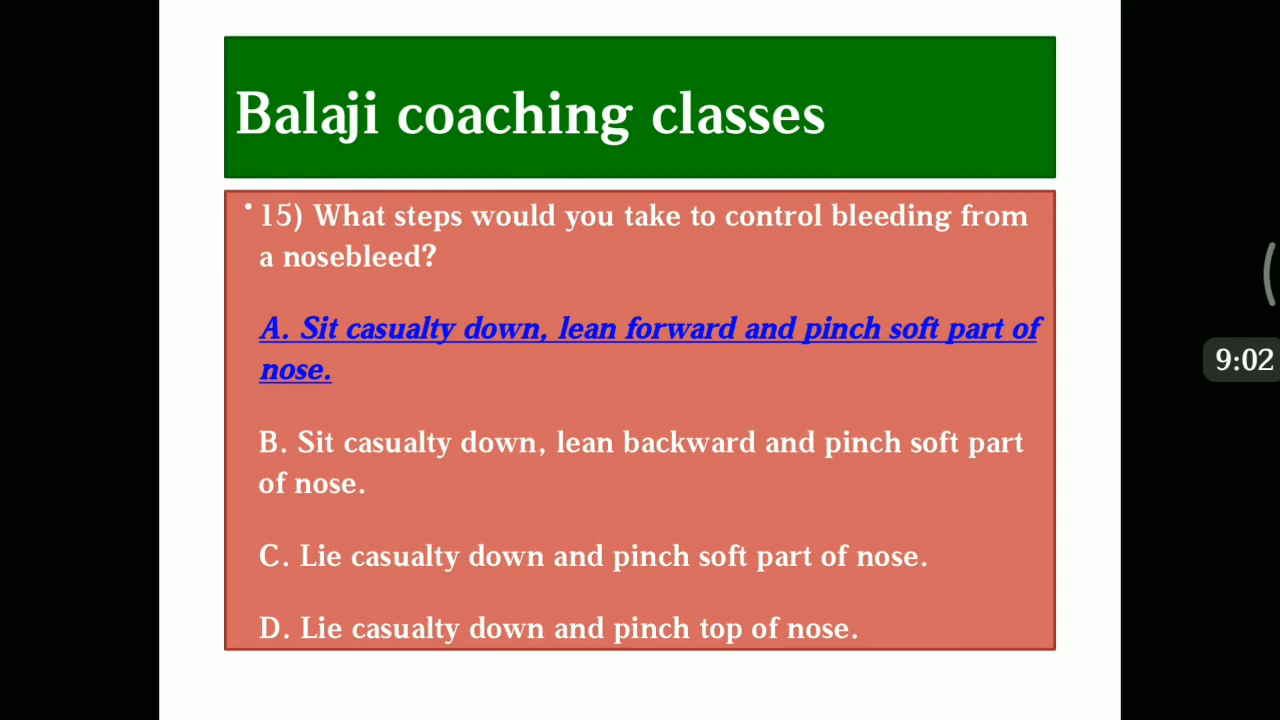 Balaji coaching classes
• 15) What steps would you take to control bleeding from
a nosebleed?
A. Sit casualty down, lean forward and pinch soft part of
nose.
B. Sit casualty down, lean backward and pinch soft part
of nose.
C. Lie casualty down and pinch soft part of nose.
D. Lie casualty down and pinch top of nose.
9:02